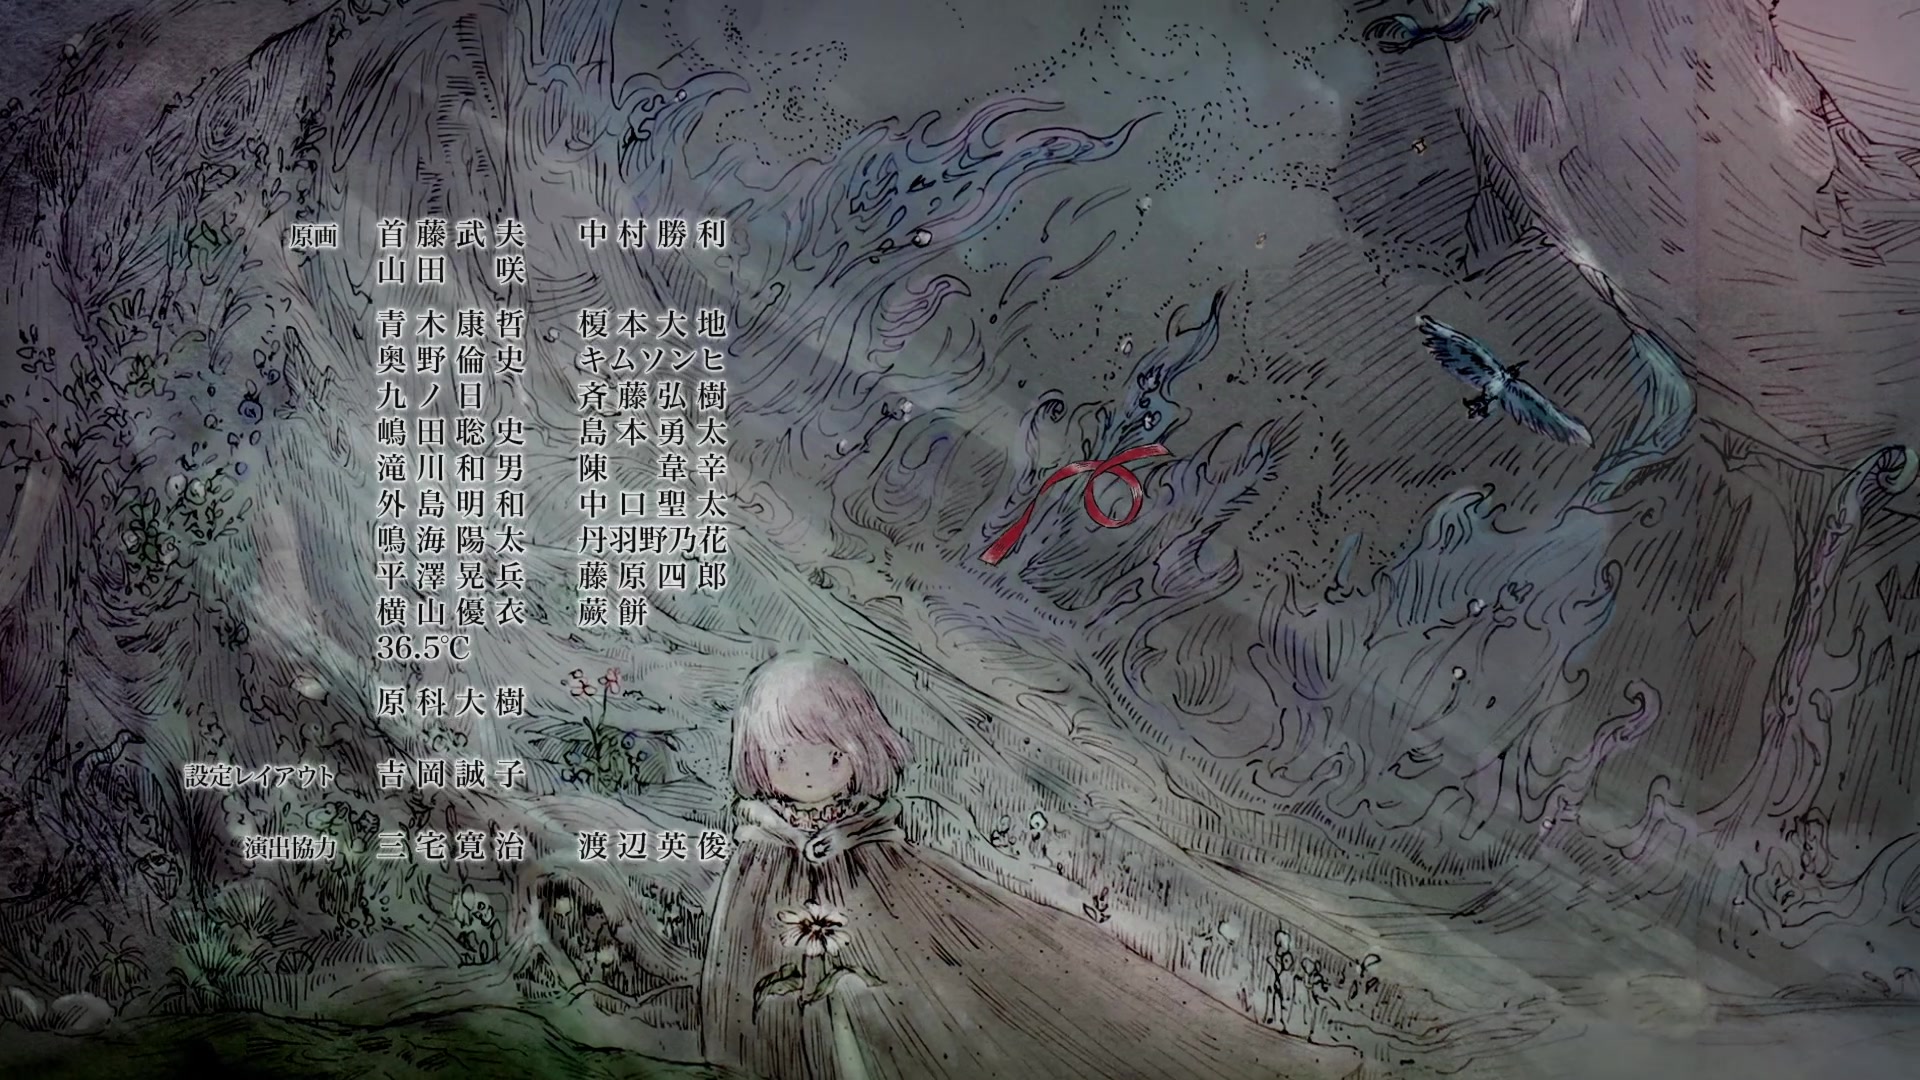 原画 首藤武夫 中村勝利
山田 咲
青木康哲 榎本大地
奥野倫史 キムソンヒ
九ノ日 斉藤弘樹
嶋田聡史 島本勇太
滝川和男 陳 韋辛
外島明和 中口聖太
鳴海陽太 丹羽野乃花
平澤晃兵 藤原四郎
横山優衣 蕨餅
36.5℃
原科大樹
設定レイアウト 吉岡誠子
演出協力 三宅寛治 渡辺英俊